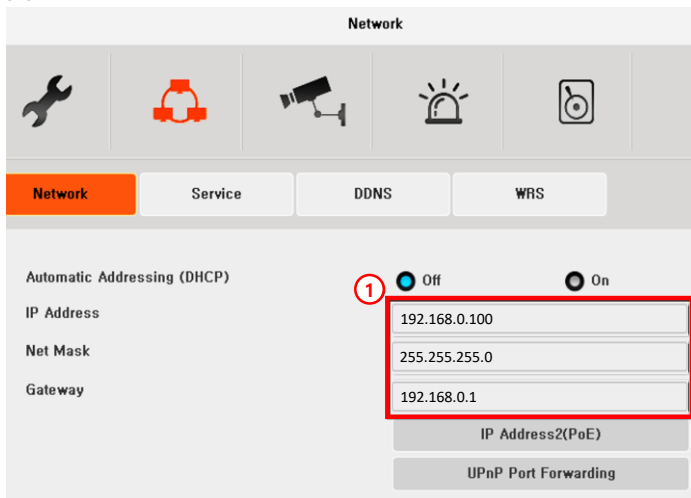 Network
Network Service DDNS WRS
Automatic Addressing (DHCP) 1 Off On
IP Address 192.168.0.100
Net Mask 255.255.255.0
Gateway 192.168.0.1
IP Address2(PoE)
UPnP Port Forwarding